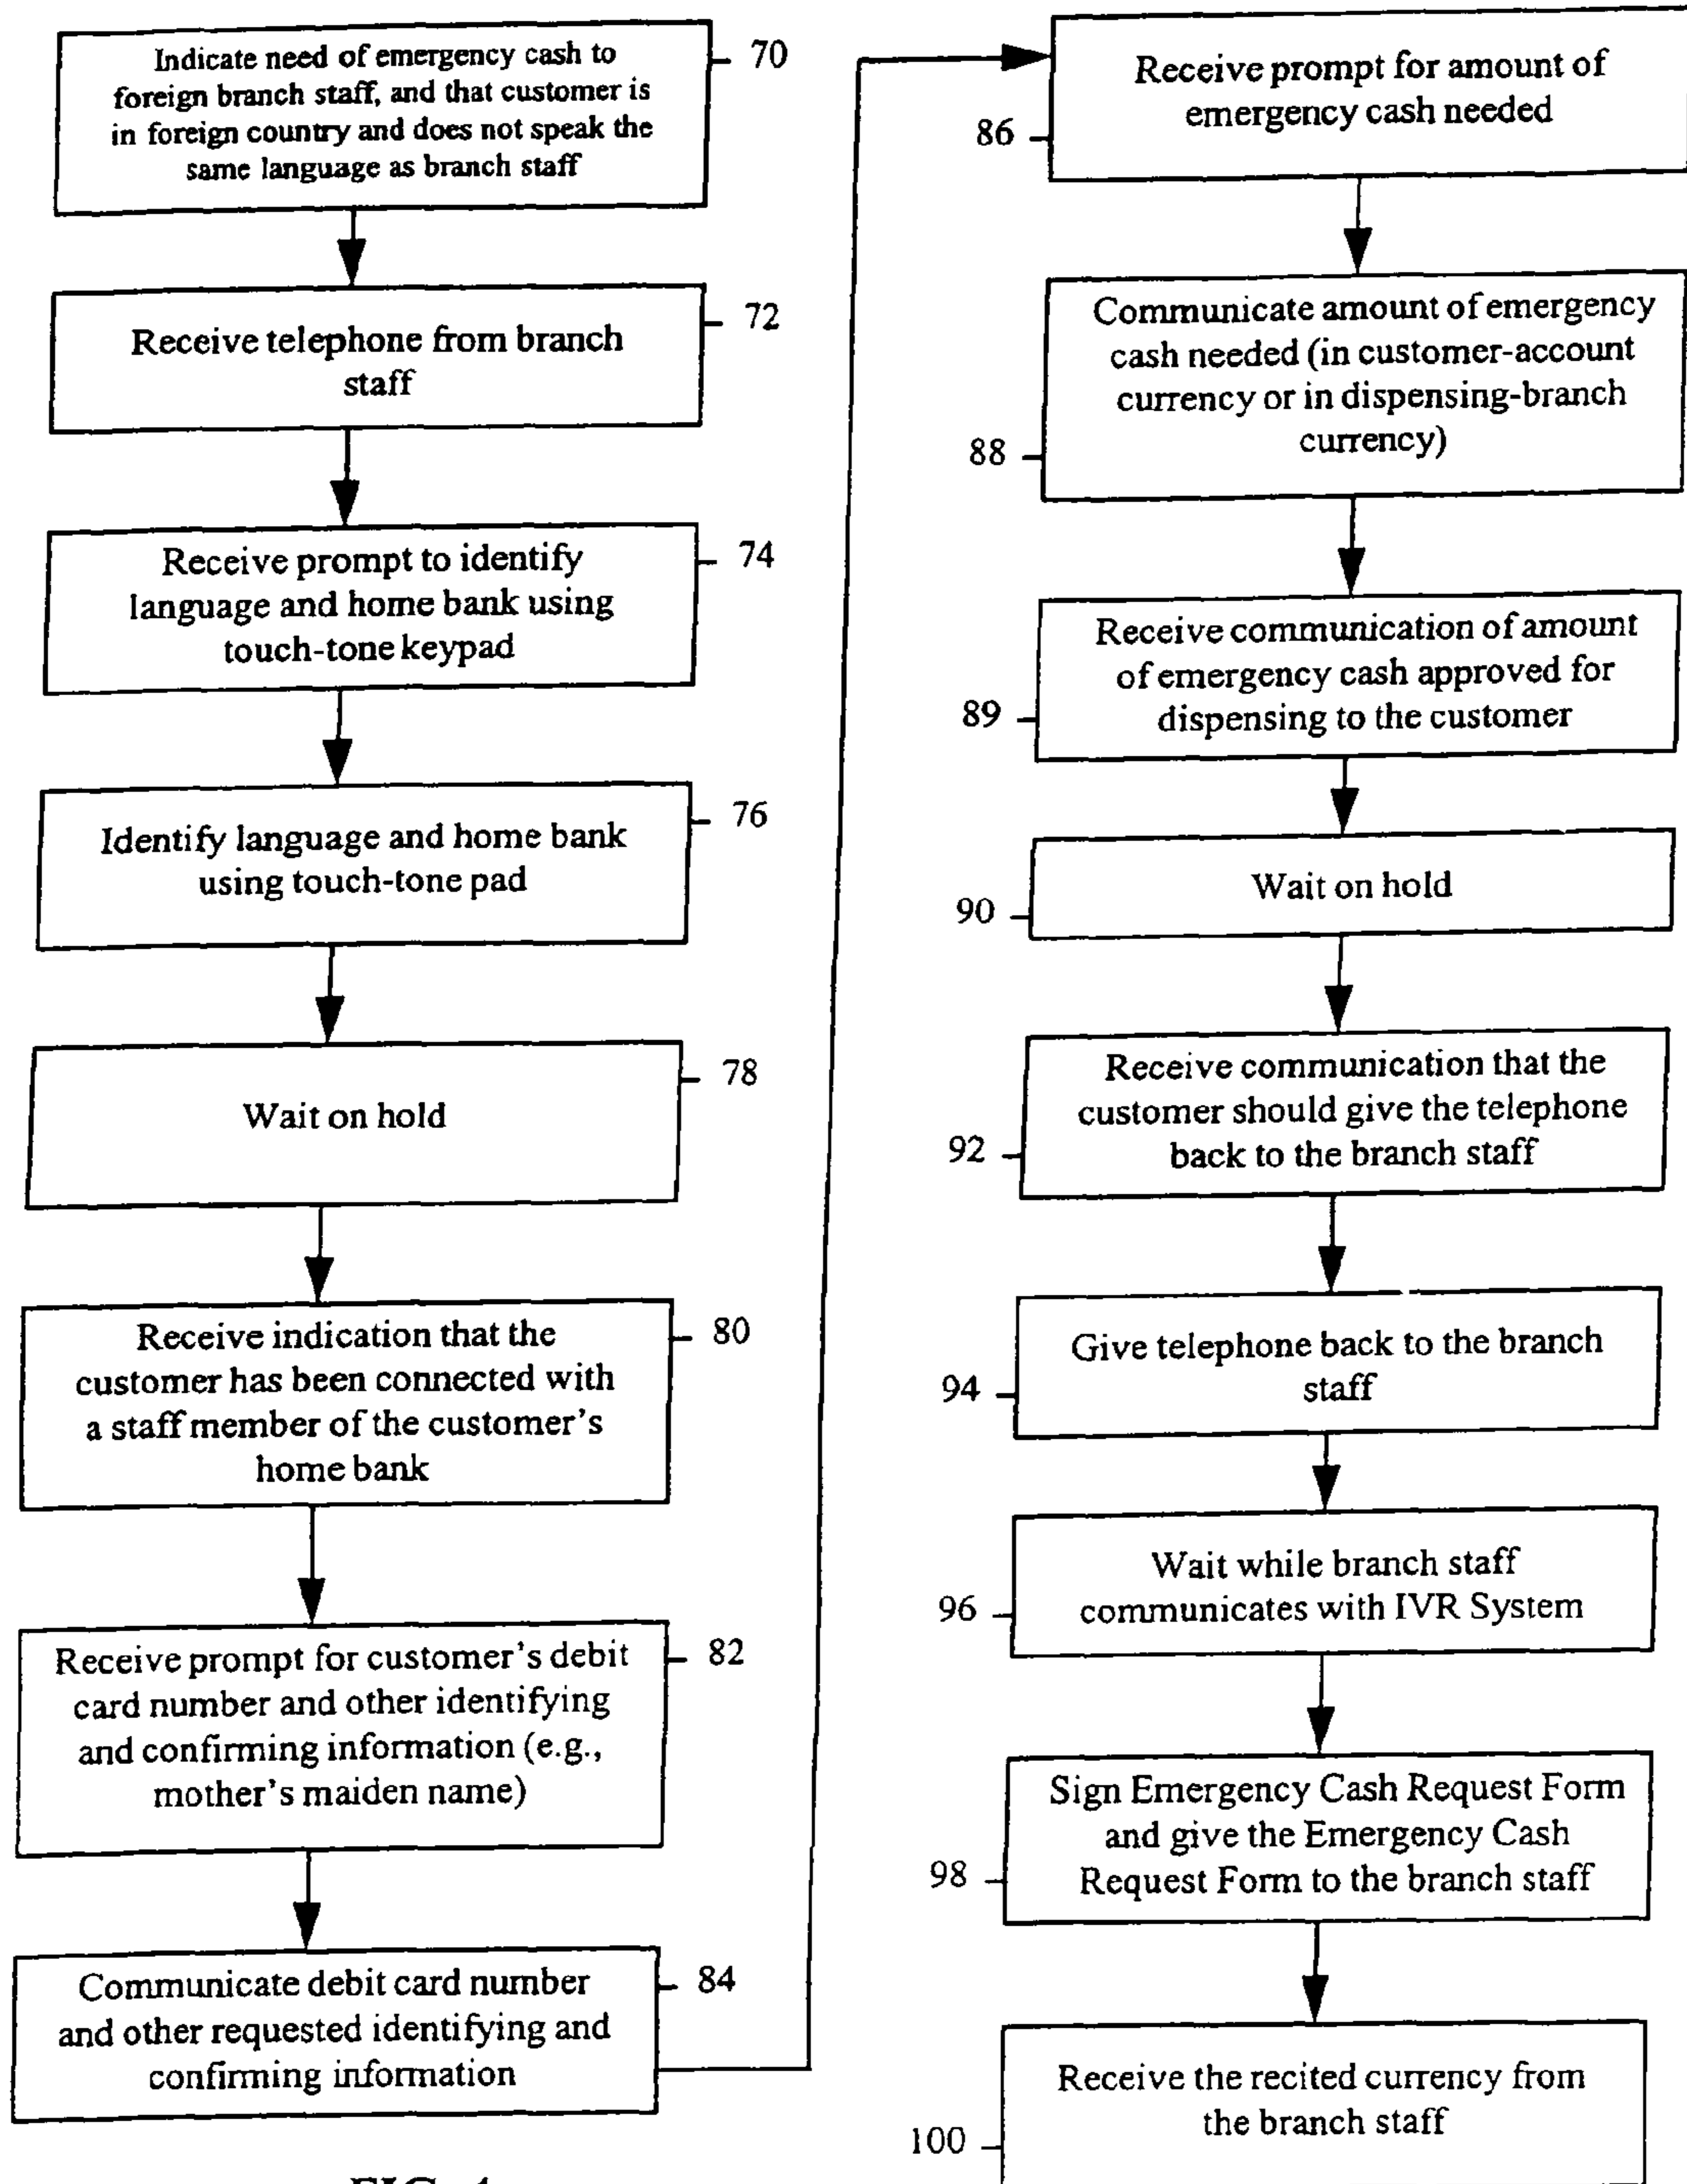 Indicate need of emergency cash to
foreign branch staff, and that customer is
in foreign country and does not speak the
same language as branch staff
70
Receive telephone from branch
staff
72
Receive prompt to identify
language and home bank using
touch-tone keypad
74
Identify language and home bank
using touch-tone pad
76
Wait on hold
78
Receive indication that the
customer has been connected with
a staff member of the customer's
home bank
80
Receive prompt for customer's debit
card number and other identifying
and confirming information (e.g.,
mother's maiden name)
82
Communicate debit card number
and other requested identifying and
confirming information
84
Receive prompt for amount of
emergency cash needed
86
Communicate amount of emergency
cash needed (in customer-account
currency or in dispensing-branch
currency)
88
Receive communication of amount
of emergency cash approved for
dispensing to the customer
89
Wait on hold
90
Receive communication that the
customer should give the telephone
back to the branch staff
92
Give telephone back to the branch
staff
94
Wait while branch staff
communicates with IVR System
96
Sign Emergency Cash Request Form
and give the Emergency Cash
Request Form to the branch staff
98
Receive the recited currency from
the branch staff
100